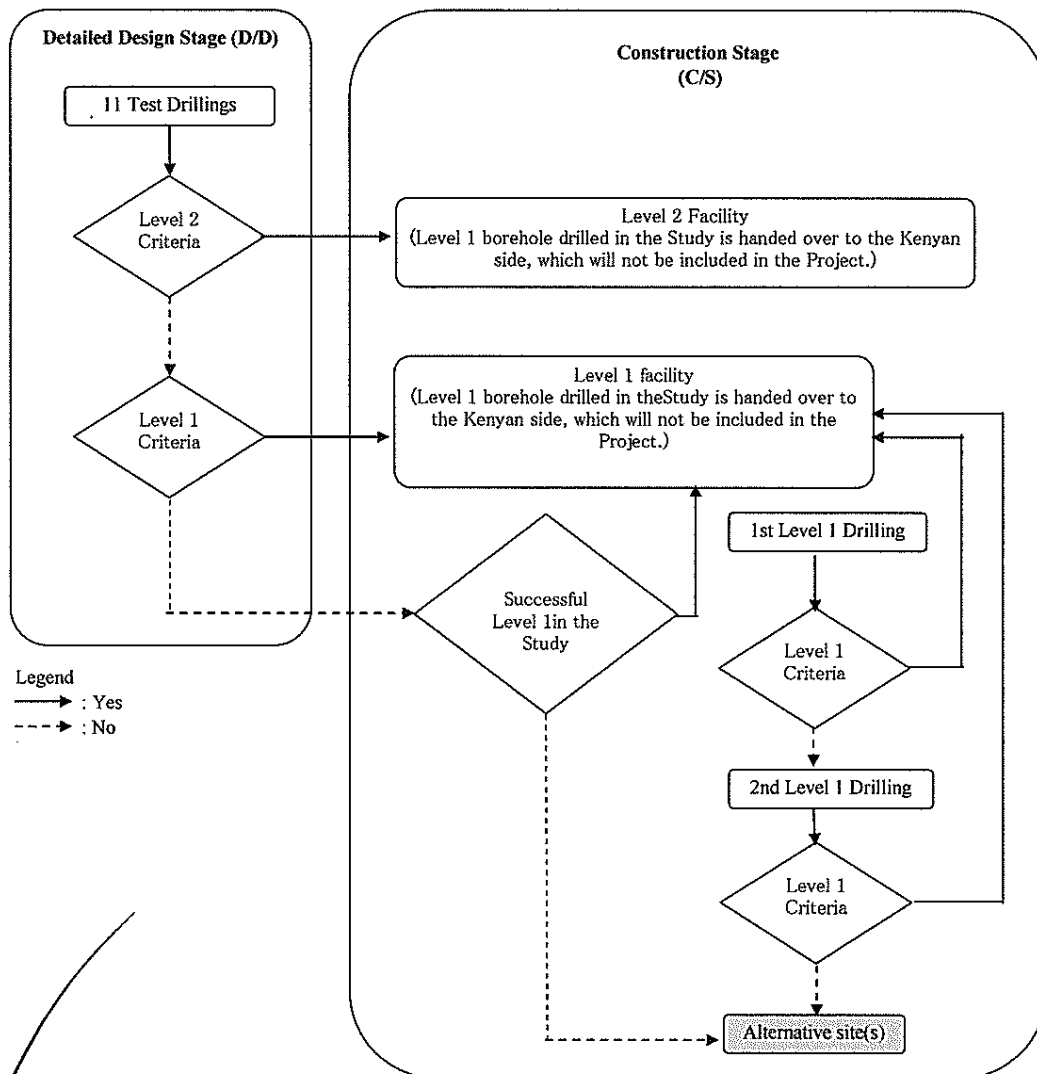 Detailed Design Stage (D/D)
11 Test Drillings
Level 2
Criteria
Level 1
Criteria
Construction Stage
(C/S)
Level 2 Facility
(Level 1 borehole drilled in the Study is handed over to the Kenyan
side, which will not be included in the Project.)
Level 1 facility
(Level 1 borehole drilled in theStudy is handed over to
the Kenyan side, which will not be included in the
Project.)
Successful
Level 1in the
Study
1st Level 1 Drilling
Level 1
Criteria
2nd Level 1 Drilling
Level 1
Criteria
Alternative site(s)
Legend
: Yes
: No